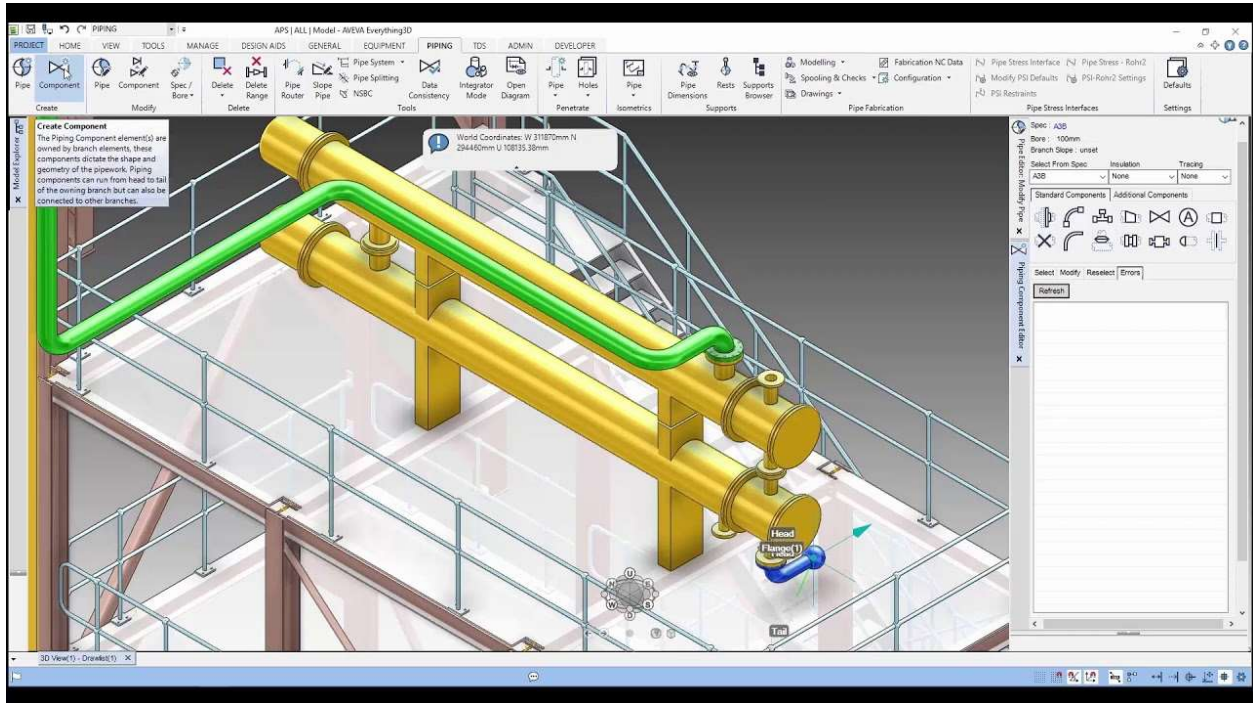 PIPING
APS | ALL | Model - AVEVA Everything3D
PROJECT HOME VIEW TOOLS MANAGE DESIGN AIDS GENERAL EQUIPMENT PIPING TDS ADMIN DEVELOPER
Pipe Component Pipe Component Spec / Bore Delete Delete Range Pipe Router Slope Pipe Pipe System Pipe Splitting NSBC Data Consistency Integrator Mode Open Diagram Pipe Holes Pipe Pipe Dimensions Rests Supports Browser
Modelling Fabrication NC Data Pipe Stress Interface Pipe Stress - Rohr2
Spooling & Checks Configuration Modify PSI Defaults PSI-Rohr2 Settings
Drawings PSI Restraints
Defaults
Create Modify Delete Tools Penetrate Isometrics Supports Pipe Fabrication Pipe Stress Interfaces Settings
Model Explorer
Create Component
The Piping Component element(s) are
owned by branch elements, these
components dictate the shape and
geometry of the pipework. Piping
components can run from head to tail
of the owning branch but can also be
connected to other branches.
World Coordinates: W 311870mm N
294460mm U 108135.38mm
Head
Flange(1)
Tail
U
N E
W S
D
Pipe Editor: Modify Pipe
Piping Component Editor
Spec : A3B
Bore : 100mm
Branch Slope : unset
Select From Spec Insulation Tracing
A3B None None
Standard Components Additional Components
A
Select Modify Reselect Errors
Refresh
3D View(1) - Drawlist(1)